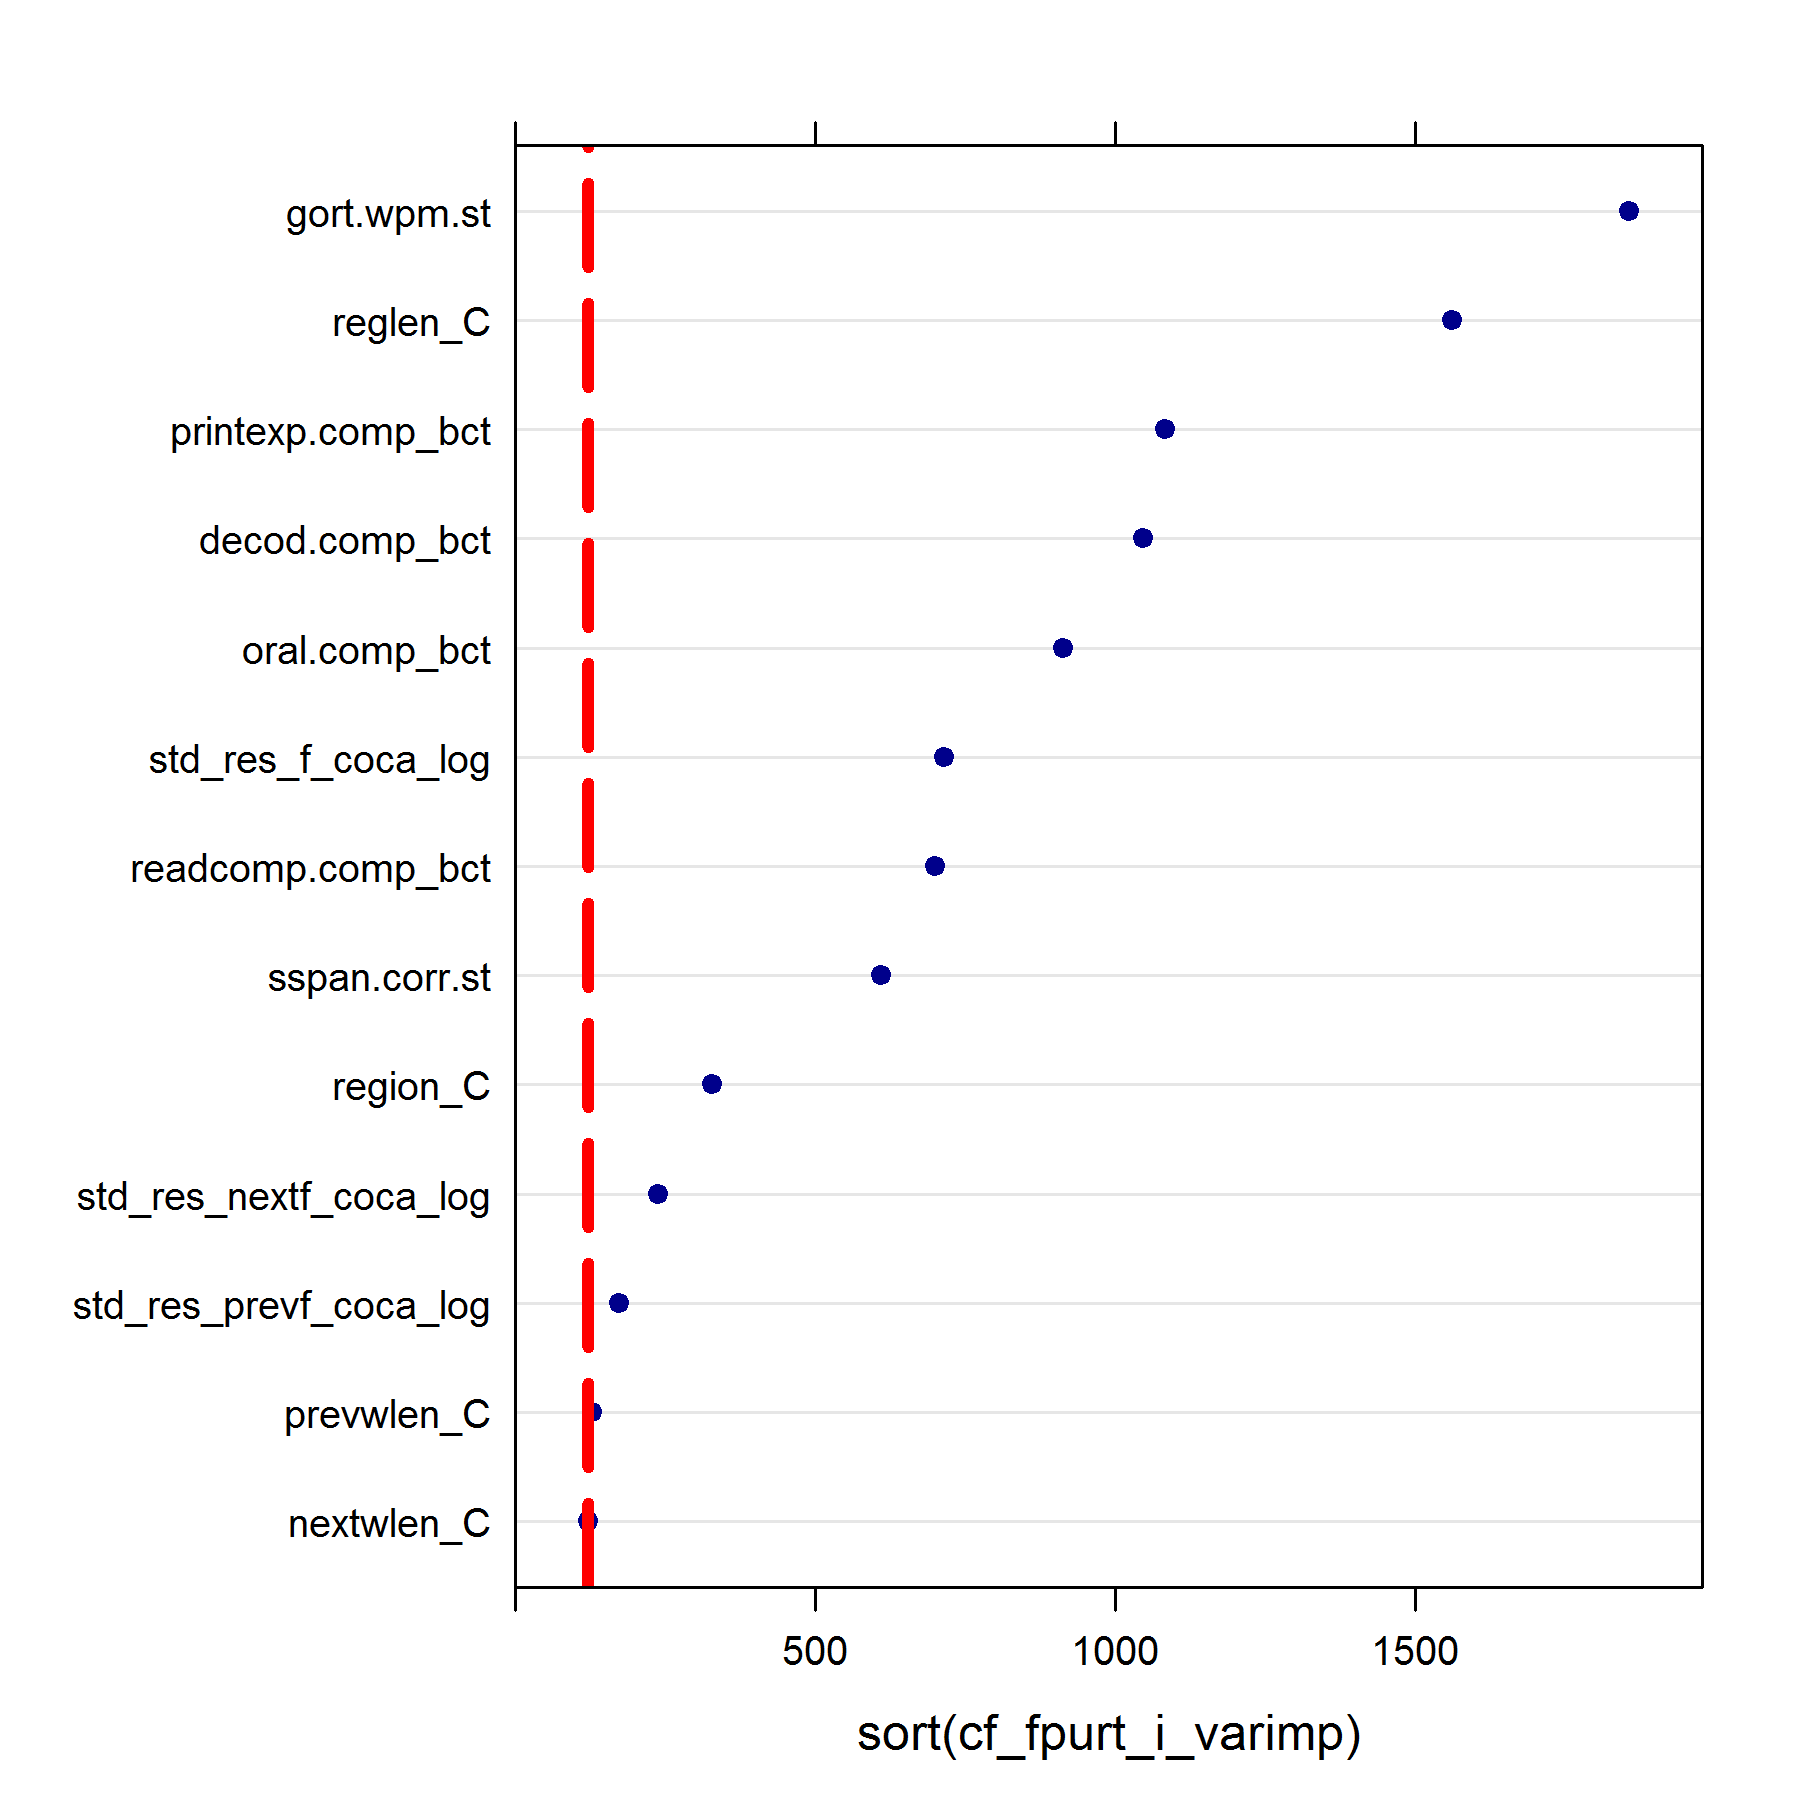 gort.wpm.st
reglen_C
printexp.comp_bct
decod.comp_bct
oral.comp_bct
std_res_f_coca_log
readcomp.comp_bct
sspan.corr.st
region_C
std_res_nextf_coca_log
std_res_prevf_coca_log
prevwlen_C
nextwlen_C
500 1000 1500
sort(cf_fpurt_i_varimp)